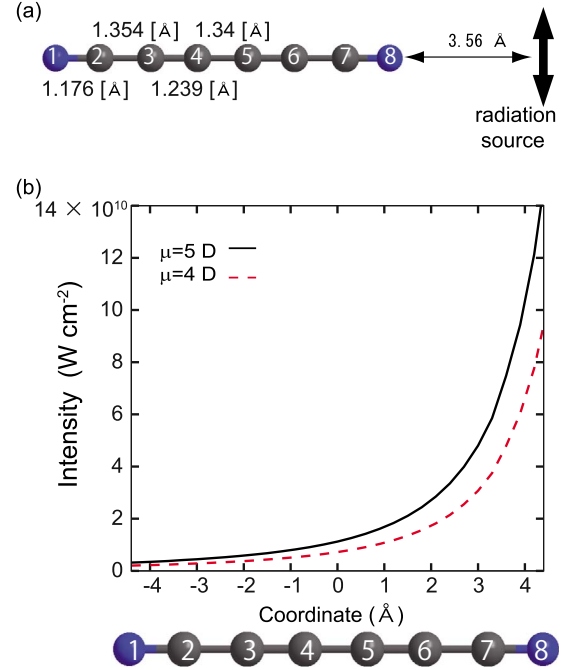 (a)
1.354 [Å] 1.34 [Å]
1 2 3 4 5 6 7 8
3.56 Å
1.176 [Å] 1.239 [Å]
radiation
source
(b)
14 × 10¹⁰
12
10
8
6
4
2
0
Intensity (W cm⁻²)
μ=5 D
μ=4 D
-4 -3 -2 -1 0 1 2 3 4
Coordinate (Å)
1 2 3 4 5 6 7 8